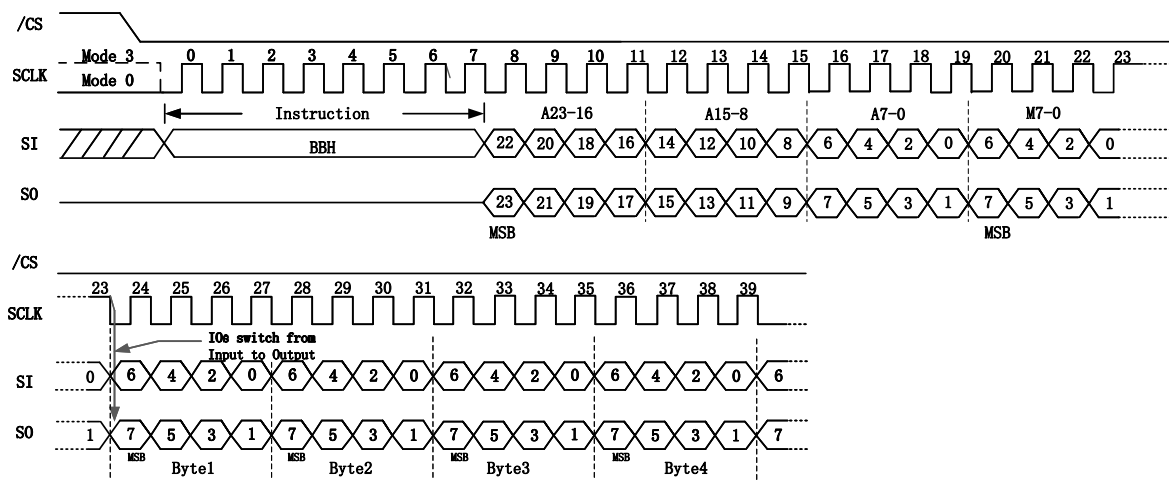 /CS
Mode 3 0 1 2 3 4 5 6 7 8 9 10 11 12 13 14 15 16 17 18 19 20 21 22 23
SCLK
Mode 0
Instruction A23-16 A15-8 A7-0 M7-0
SI BBH 22 20 18 16 14 12 10 8 6 4 2 0 6 4 2 0
SO 23 21 19 17 15 13 11 9 7 5 3 1 7 5 3 1
MSB MSB
/CS
23 24 25 26 27 28 29 30 31 32 33 34 35 36 37 38 39
SCLK
IOs switch from
Input to Output
SI 0 6 4 2 0 6 4 2 0 6 4 2 0 6 4 2 0 6
SO 1 7 5 3 1 7 5 3 1 7 5 3 1 7 5 3 1 7
MSB MSB MSB MSB
Byte1 Byte2 Byte3 Byte4